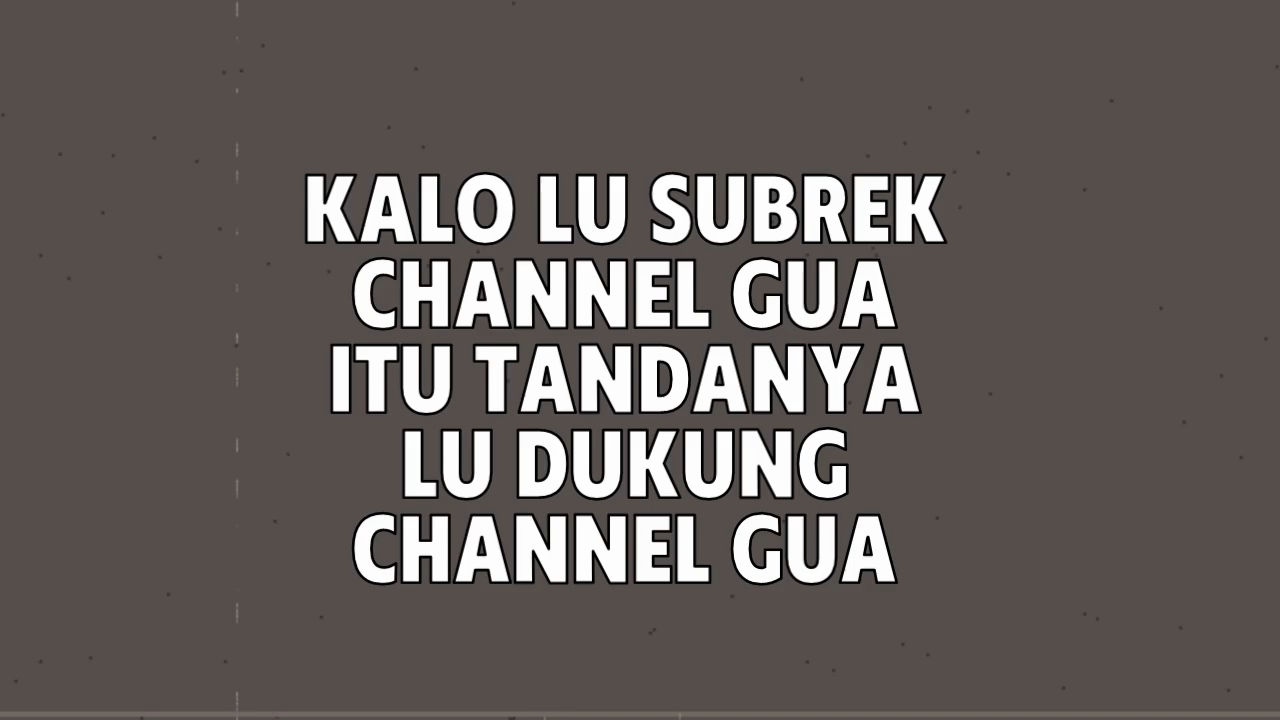 KALO LU SUBREK
CHANNEL GUA
ITU TANDANYA
LU DUKUNG
CHANNEL GUA